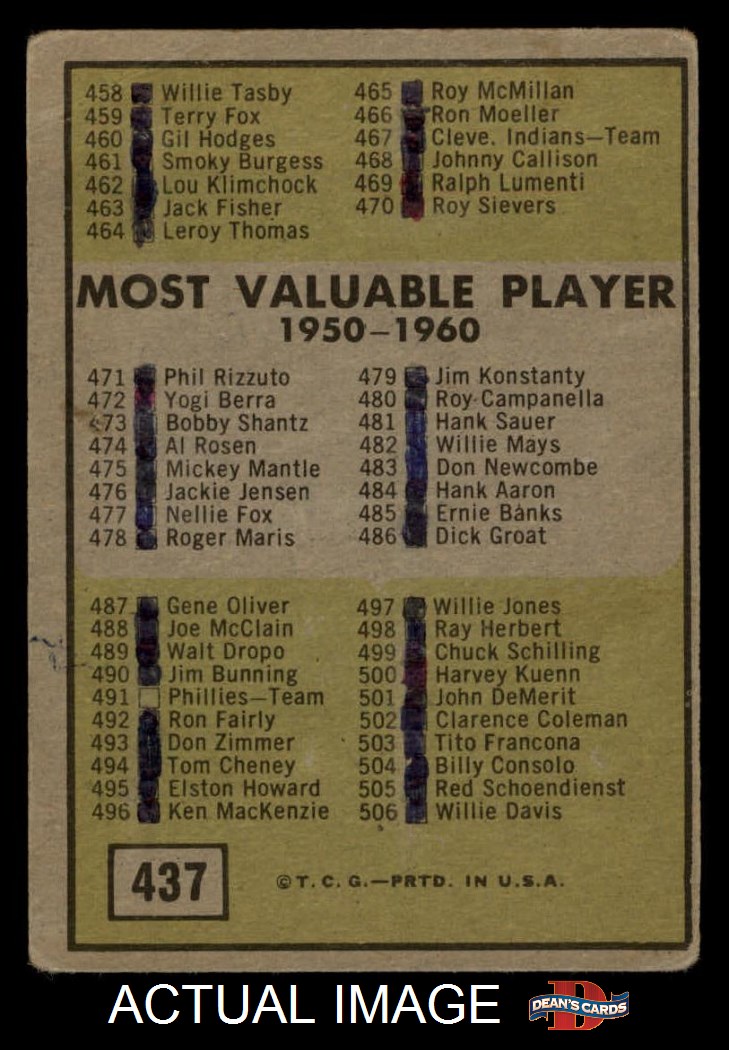 458 Willie Tasby
459 Terry Fox
460 Gil Hodges
461 Smoky Burgess
462 Lou Klimchock
463 Jack Fisher
464 Leroy Thomas
465 Roy McMillan
466 Ron Moeller
467 Cleve. Indians—Team
468 Johnny Callison
469 Ralph Lumenti
470 Roy Sievers
MOST VALUABLE PLAYER
1950–1960
471 Phil Rizzuto
472 Yogi Berra
473 Bobby Shantz
474 Al Rosen
475 Mickey Mantle
476 Jackie Jensen
477 Nellie Fox
478 Roger Maris
479 Jim Konstanty
480 Roy Campanella
481 Hank Sauer
482 Willie Mays
483 Don Newcombe
484 Hank Aaron
485 Ernie Banks
486 Dick Groat
487 Gene Oliver
488 Joe McClain
489 Walt Dropo
490 Jim Bunning
491 Phillies—Team
492 Ron Fairly
493 Don Zimmer
494 Tom Cheney
495 Elston Howard
496 Ken MacKenzie
497 Willie Jones
498 Ray Herbert
499 Chuck Schilling
500 Harvey Kuenn
501 John DeMerit
502 Clarence Coleman
503 Tito Francona
504 Billy Consolo
505 Red Schoendienst
506 Willie Davis
437
©T. C. G.—PRTD. IN U.S.A.
ACTUAL IMAGE
D
DEAN'S CARDS